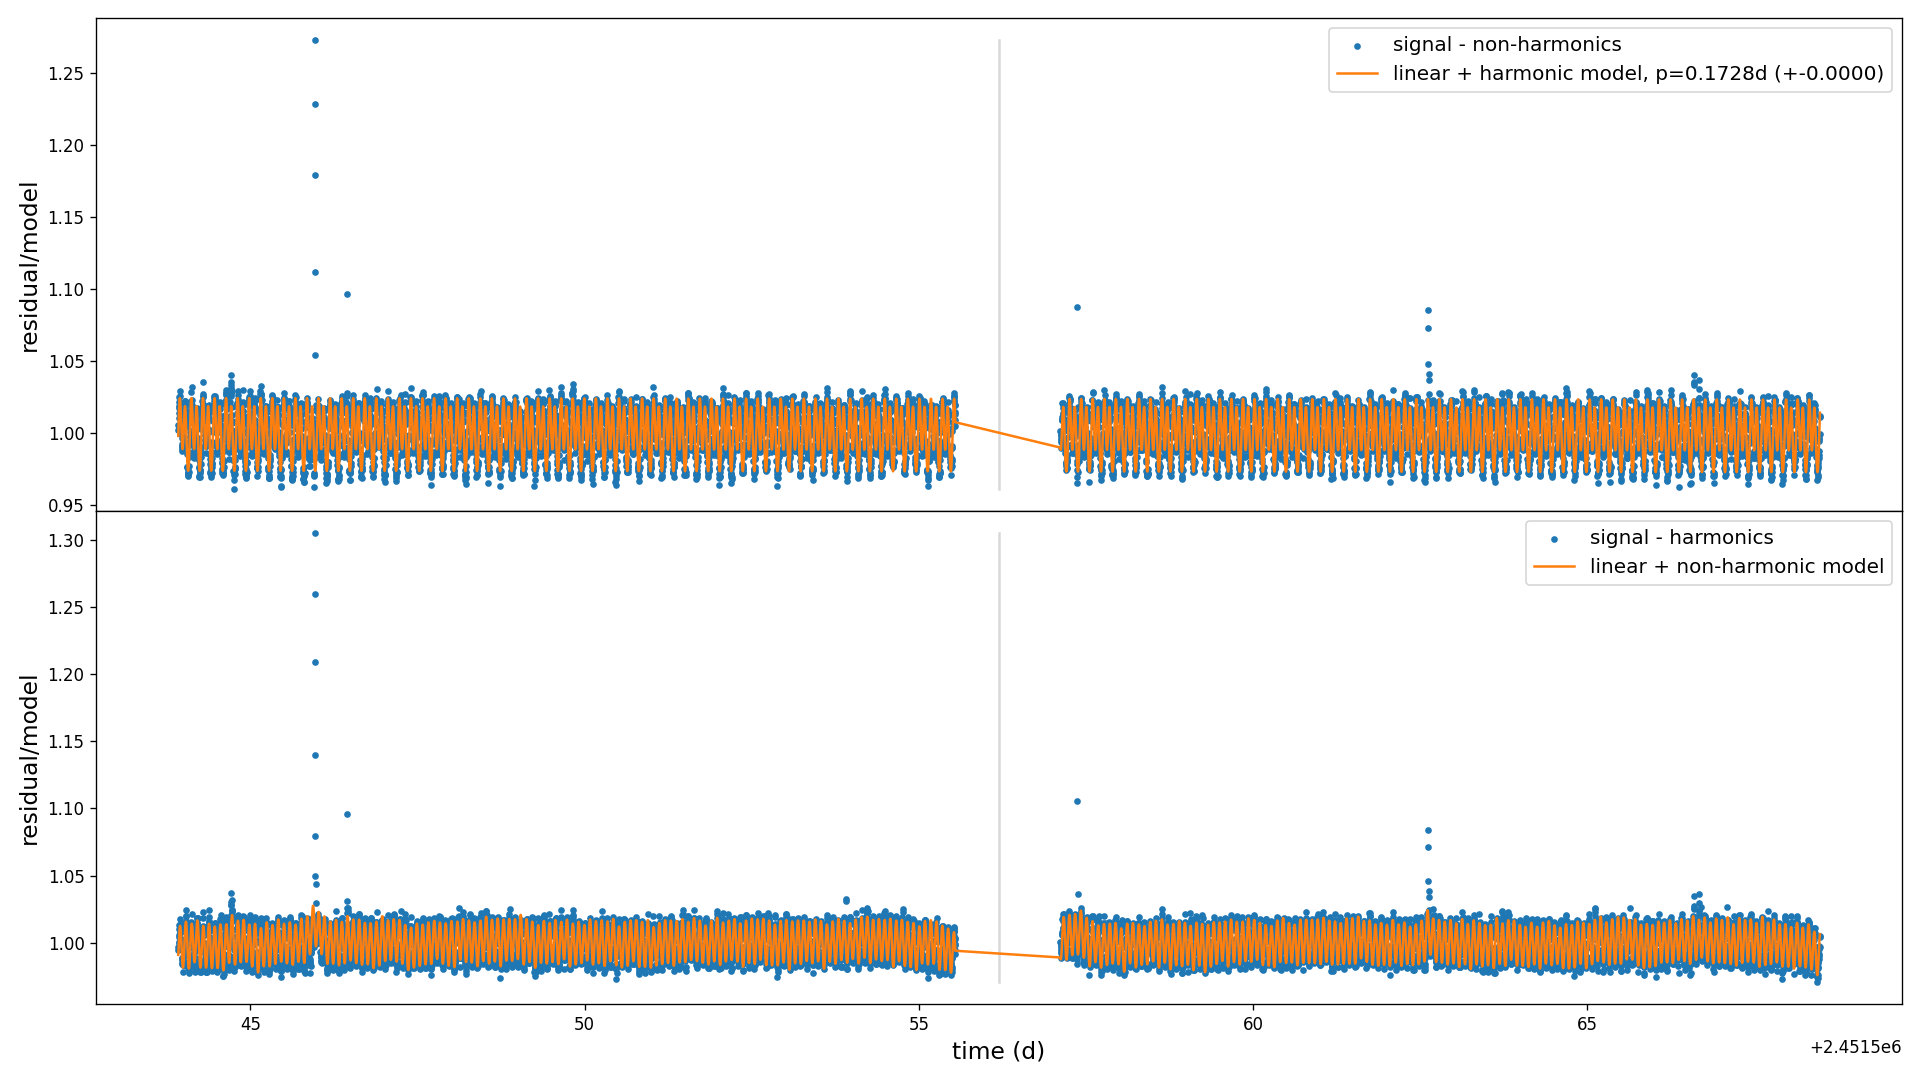 signal - non-harmonics
linear + harmonic model, p=0.1728d (+-0.0000)
residual/model
1.25
1.20
1.15
1.10
1.05
1.00
0.95
signal - harmonics
linear + non-harmonic model
residual/model
1.30
1.25
1.20
1.15
1.10
1.05
1.00
45 50 55 60 65
time (d)
+2.4515e6